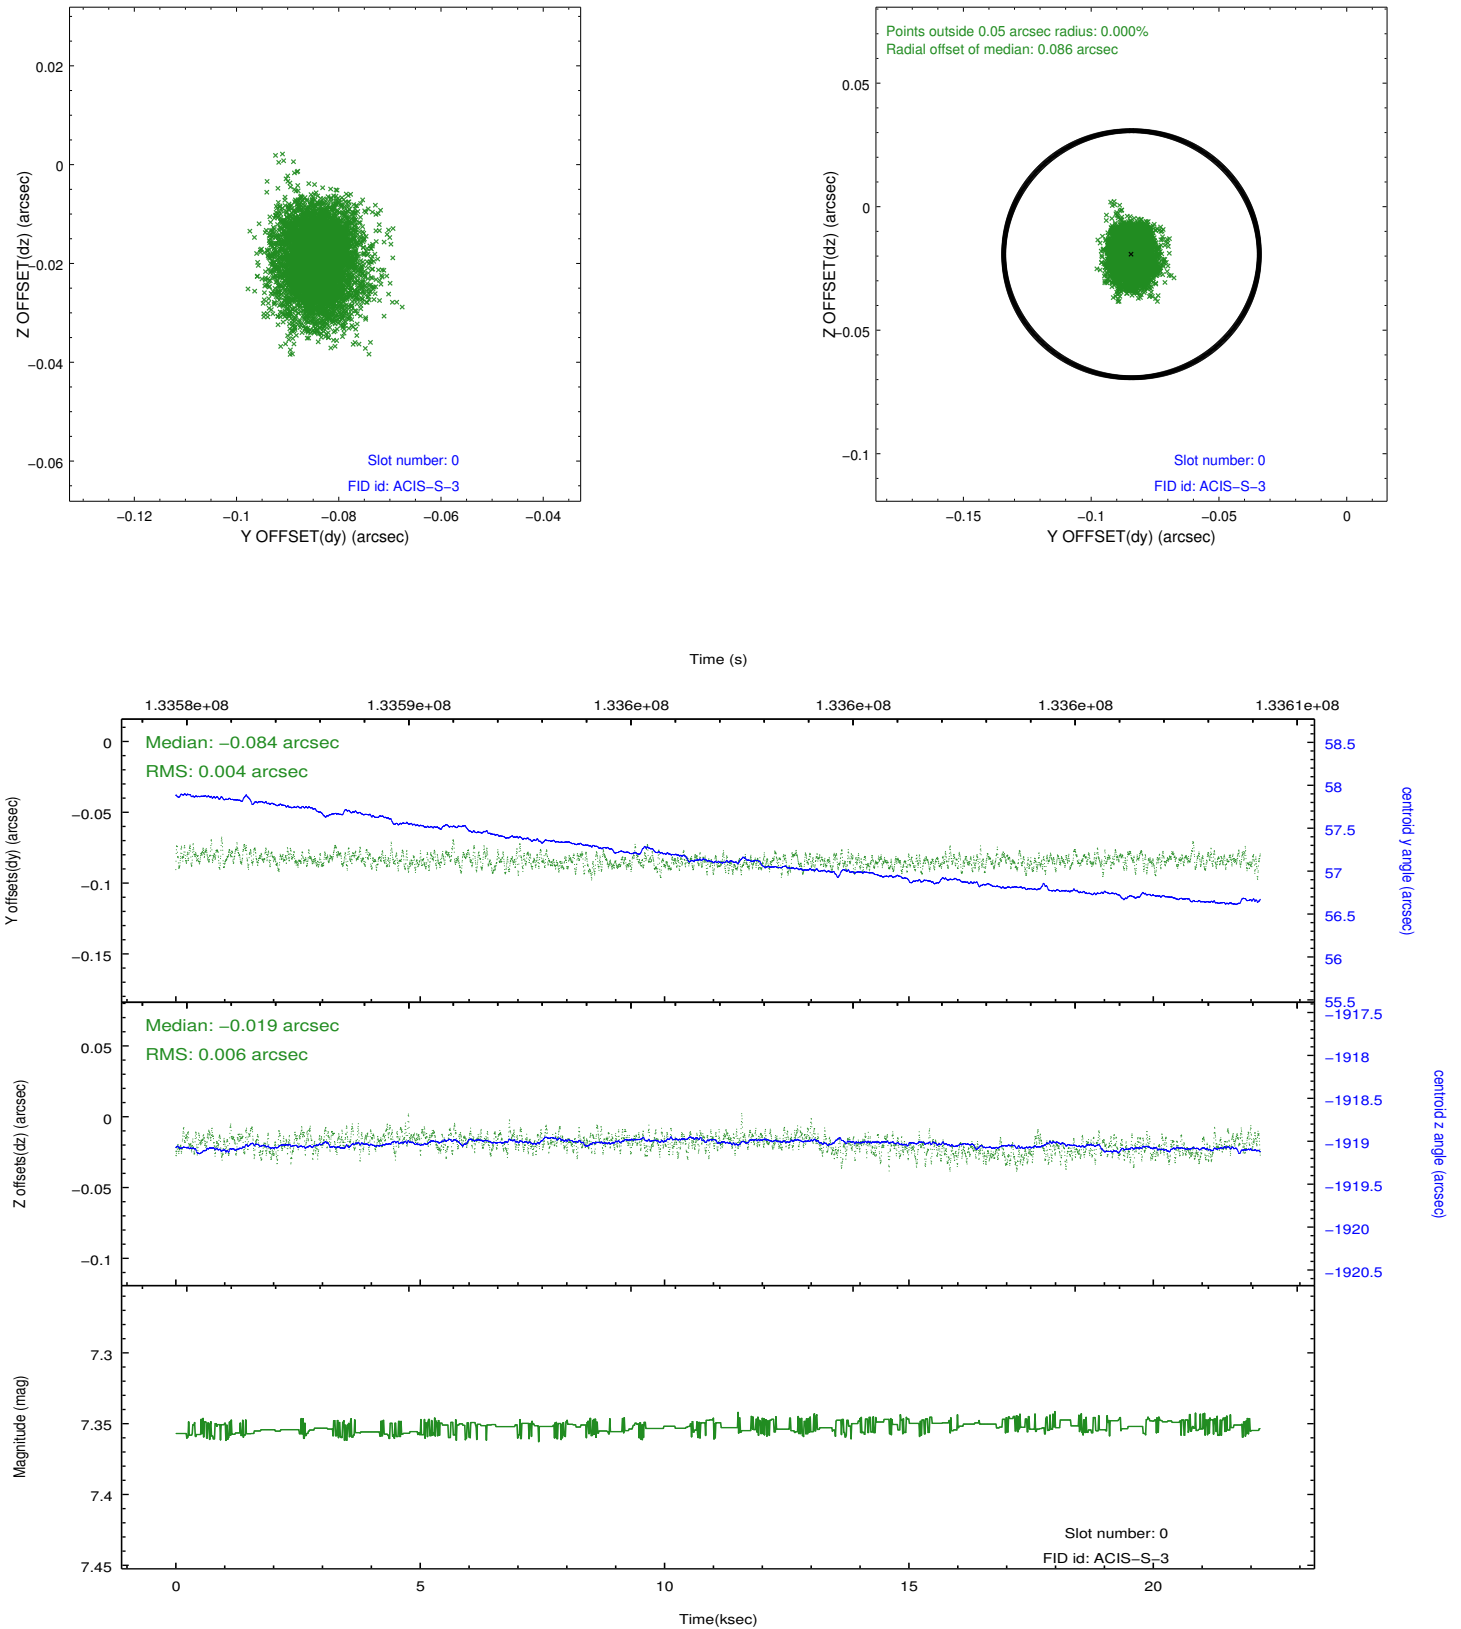 0.02
0
−0.02
−0.04
−0.06
Z OFFSET(dz) (arcsec)
Slot number: 0
FID id: ACIS−S−3
−0.12
−0.1
−0.08
−0.06
−0.04
Y OFFSET(dy) (arcsec)
Points outside 0.05 arcsec radius: 0.000%
Radial offset of median: 0.086 arcsec
0.05
0
−0.05
−0.1
Z OFFSET(dz) (arcsec)
Slot number: 0
FID id: ACIS−S−3
−0.15
−0.1
−0.05
0
Y OFFSET(dy) (arcsec)
Time (s)
1.3358e+08
1.3359e+08
1.336e+08
1.336e+08
1.336e+08
1.3361e+08
Median: −0.084 arcsec
RMS: 0.004 arcsec
0
−0.05
−0.1
−0.15
Y offsets(dy) (arcsec)
58.5
58
57.5
57
56.5
56
55.5
centroid y angle (arcsec)
Median: −0.019 arcsec
RMS: 0.006 arcsec
0.05
0
−0.05
−0.1
Z offsets(dz) (arcsec)
−1917.5
−1918
−1918.5
−1919
−1919.5
−1920
−1920.5
centroid z angle (arcsec)
7.3
7.35
7.4
7.45
Magnitude (mag)
Slot number: 0
FID id: ACIS−S−3
0
5
10
15
20
Time(ksec)